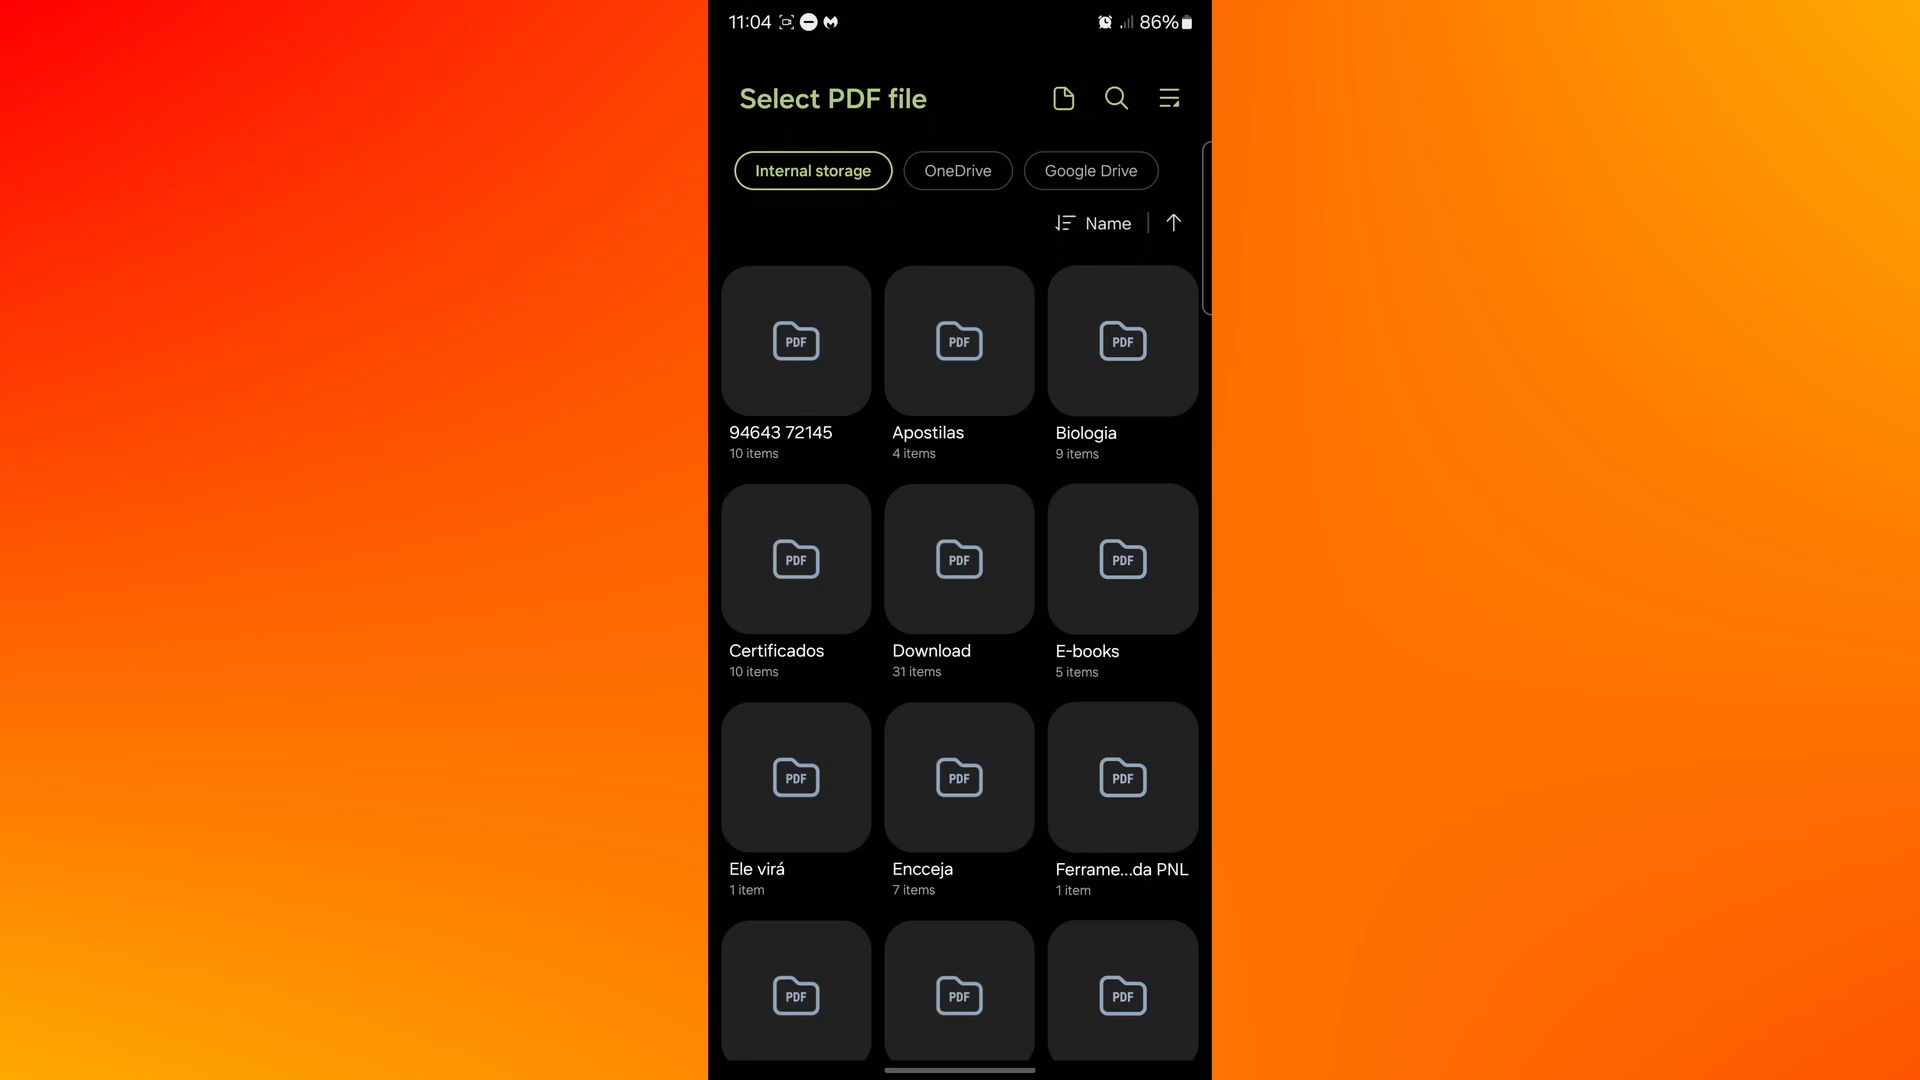 11:04
86%
Select PDF file
Internal storage
OneDrive
Google Drive
Name
PDF
PDF
PDF
94643 72145
Apostilas
Biologia
10 items
4 items
9 items
PDF
PDF
PDF
Certificados
Download
E-books
10 items
31 items
5 items
PDF
PDF
PDF
Ele virá
Encceja
Ferrame...da PNL
1 item
7 items
1 item
PDF
PDF
PDF